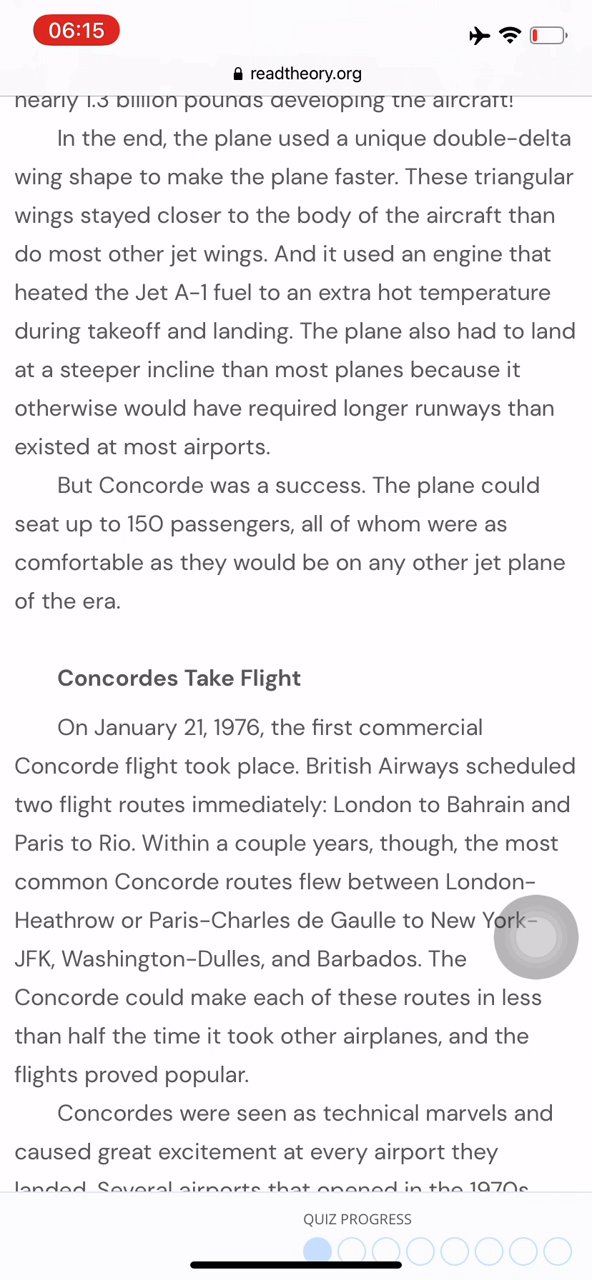 06:15
readtheory.org
nearly 1.3 billion pounds developing the aircraft!
In the end, the plane used a unique double-delta
wing shape to make the plane faster. These triangular
wings stayed closer to the body of the aircraft than
do most other jet wings. And it used an engine that
heated the Jet A-1 fuel to an extra hot temperature
during takeoff and landing. The plane also had to land
at a steeper incline than most planes because it
otherwise would have required longer runways than
existed at most airports.
But Concorde was a success. The plane could
seat up to 150 passengers, all of whom were as
comfortable as they would be on any other jet plane
of the era.
Concordes Take Flight
On January 21, 1976, the first commercial
Concorde flight took place. British Airways scheduled
two flight routes immediately: London to Bahrain and
Paris to Rio. Within a couple years, though, the most
common Concorde routes flew between London-
Heathrow or Paris-Charles de Gaulle to New York-
JFK, Washington-Dulles, and Barbados. The
Concorde could make each of these routes in less
than half the time it took other airplanes, and the
flights proved popular.
Concordes were seen as technical marvels and
caused great excitement at every airport they
landed. Several airports that opened in the 1970s
QUIZ PROGRESS